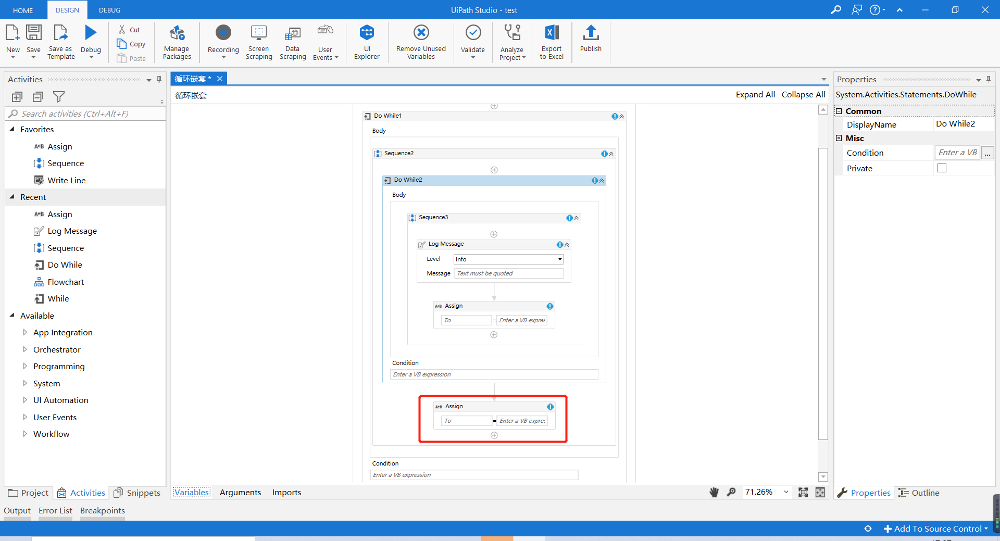 HOME
DESIGN
DEBUG
UiPath Studio - test
New
Save
Save as
Template
Debug
Cut
Copy
Paste
Manage
Packages
Recording
Screen
Scraping
Data
Scraping
User
Events
UI
Explorer
Remove Unused
Variables
Validate
Analyze
Project
Export
to Excel
Publish
Activities
Search activities (Ctrl+Alt+F)
Favorites
Assign
Sequence
Write Line
Recent
Assign
Log Message
Sequence
Do While
Flowchart
While
Available
App Integration
Orchestrator
Programming
System
UI Automation
User Events
Workflow
Project
Activities
Snippets
循环嵌套 *
循环嵌套
Expand All
Collapse All
Do While1
Body
Sequence2
Do While2
Body
Sequence3
Log Message
Level
Info
Message
Text must be quoted
A+B Assign
To
=
Enter a VB expres
Condition
Enter a VB expression
A+B Assign
To
=
Enter a VB expres
Condition
Enter a VB expression
Variables
Arguments
Imports
71.26%
Properties
System.Activities.Statements.DoWhile
Common
DisplayName
Do While2
Misc
Condition
Enter a VB
...
Private
Properties
Outline
Output
Error List
Breakpoints
Add To Source Control